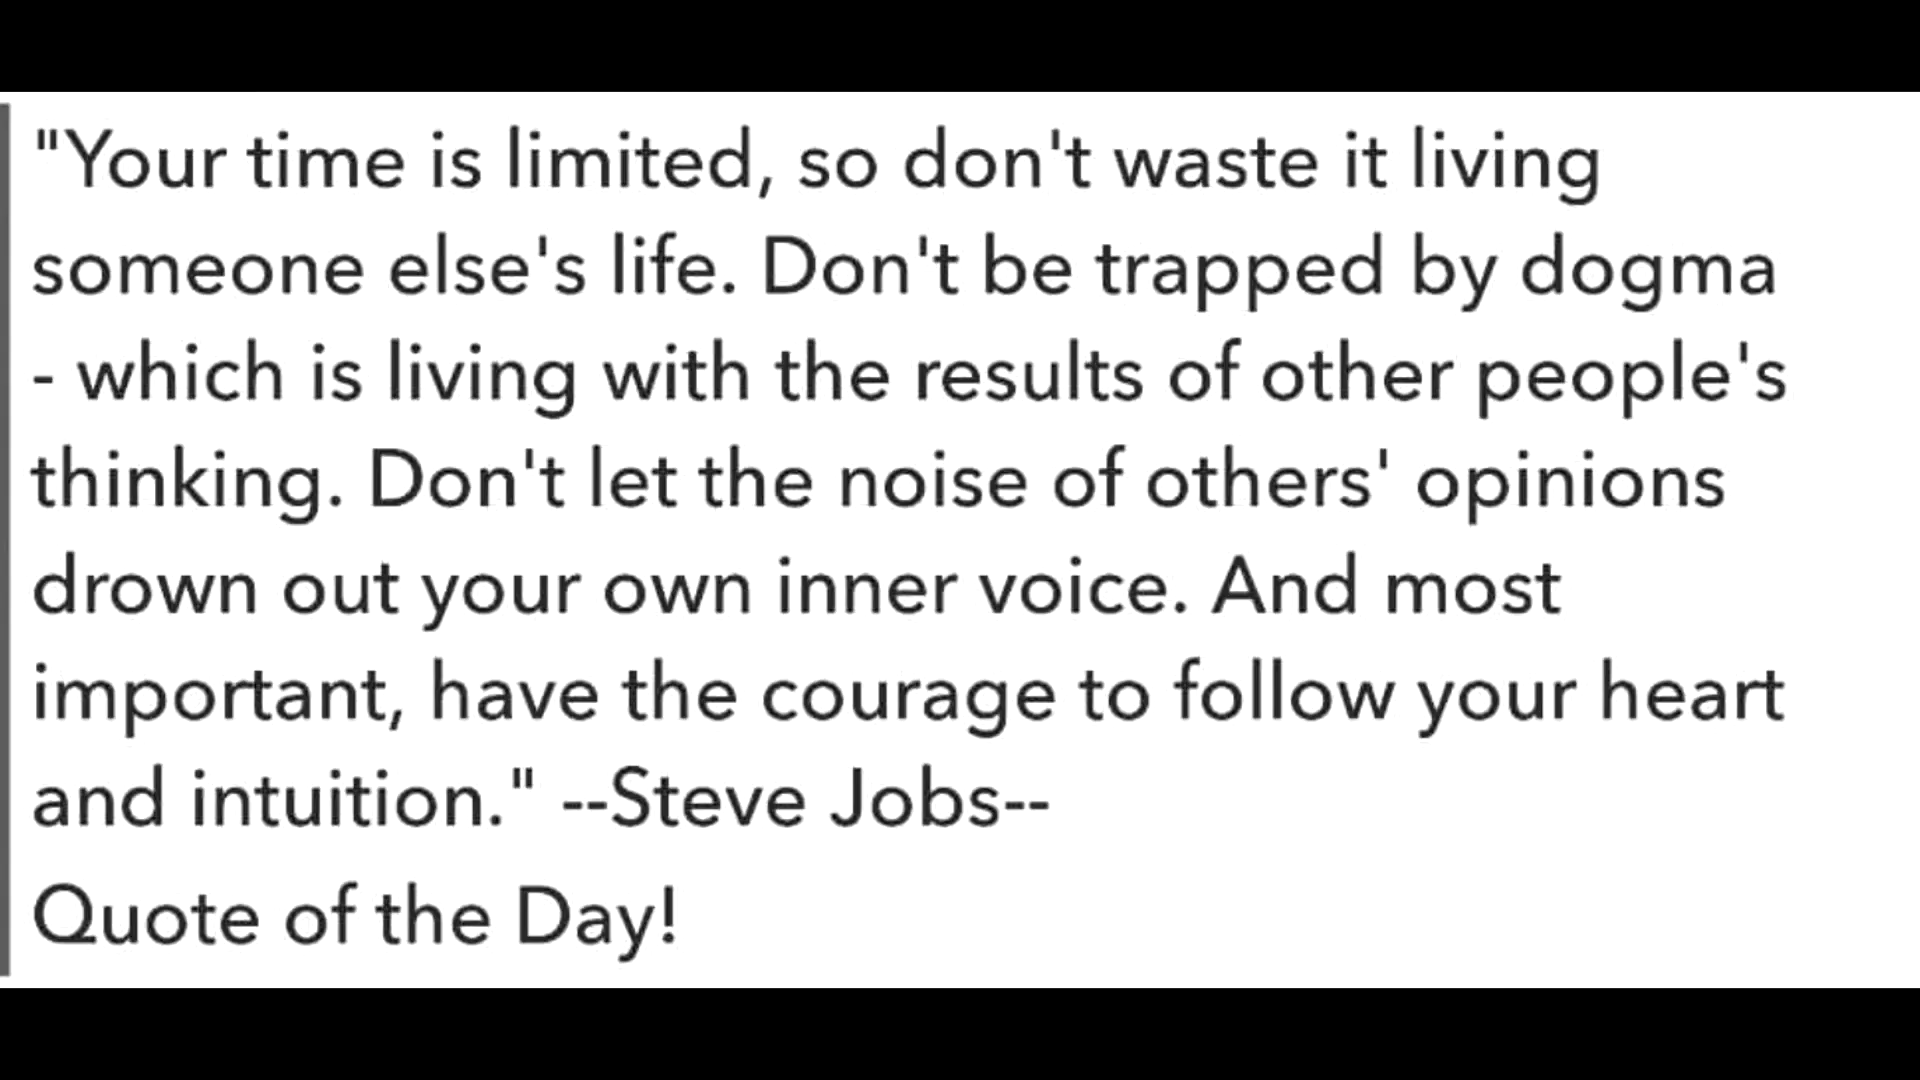 "Your time is limited, so don't waste it living
someone else's life. Don't be trapped by dogma
- which is living with the results of other people's
thinking. Don't let the noise of others' opinions
drown out your own inner voice. And most
important, have the courage to follow your heart
and intuition." --Steve Jobs--
Quote of the Day!